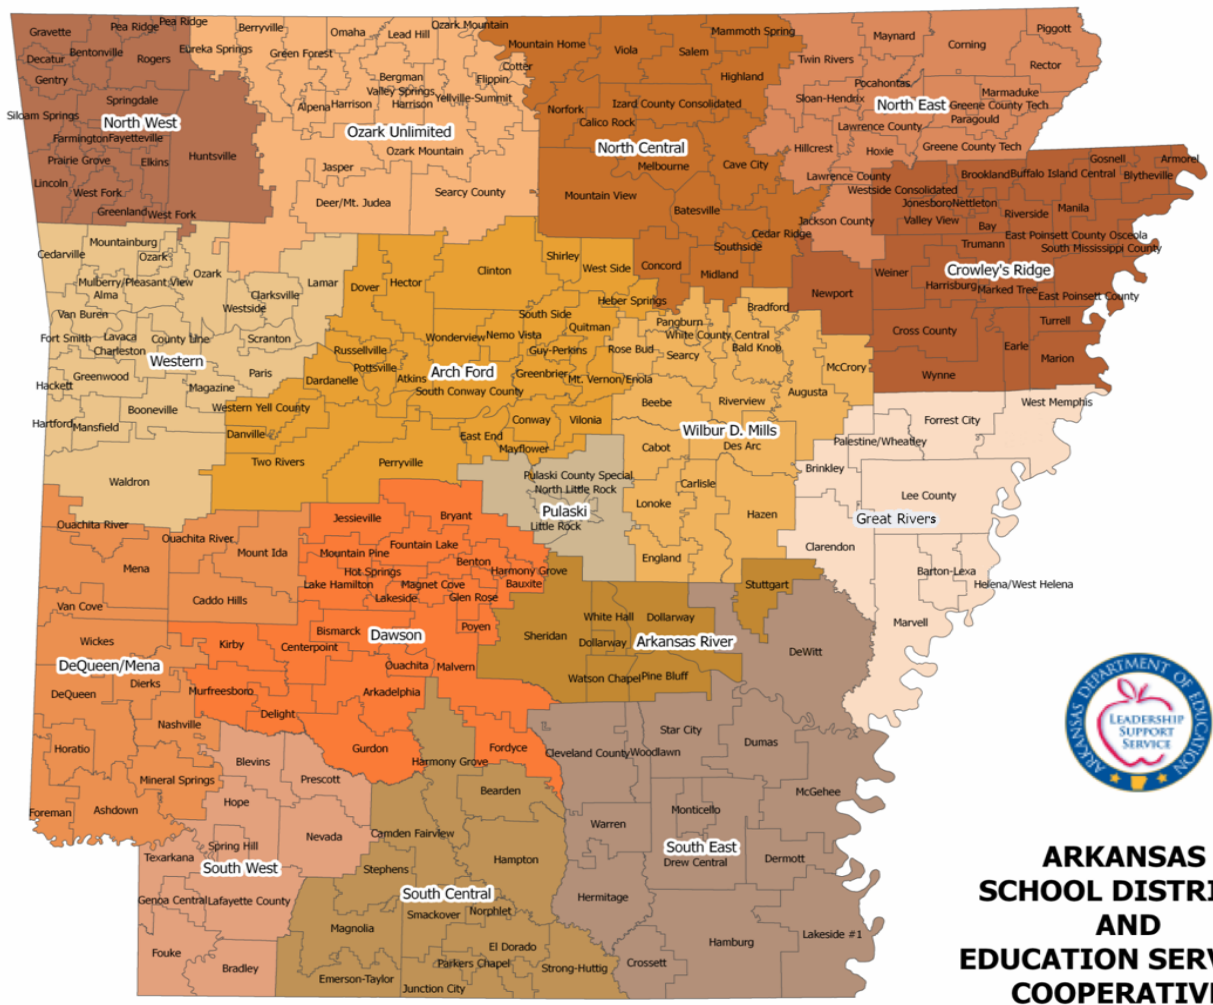 Gravette
Pea Ridge
Pea Ridge
Decatur
Bentonville
Rogers
Gentry
Springdale
Siloam Springs
North West
Farmington
Fayetteville
Huntsville
Prairie Grove
Elkins
Lincoln
West Fork
Greenland
West Fork
Eureka Springs
Berryville
Omaha
Lead Hill
Ozark Mountain
Green Forest
Bergman
Flippin
Valley Springs
Alpena
Harrison
Harrison
Yellville-Summit
Ozark Unlimited
Ozark Mountain
Jasper
Searcy County
Deer/Mt. Judea
Cotter
Mountain Home
Viola
Salem
Mammoth Spring
Highland
Norfork
Izard County Consolidated
Calico Rock
North Central
Melbourne
Cave City
Mountain View
Batesville
Cedar Ridge
Southside
Concord
Midland
Maynard
Corning
Piggott
Twin Rivers
Rector
Pocahontas
Marmaduke
Sloan-Hendrix
North East
Greene County Tech
Paragould
Lawrence County
Hillcrest
Hoxie
Greene County Tech
Lawrence County
Jackson County
Gosnell
Armorel
Brookland
Buffalo Island Central
Blytheville
Westside Consolidated
Jonesboro
Nettleton
Riverside
Manila
Valley View
Bay
East Poinsett County
Osceola
Trumann
South Mississippi County
Crowley's Ridge
Weiner
Harrisburg
Marked Tree
East Poinsett County
Newport
Cross County
Turrell
Earle
Marion
Wynne
Cedarville
Mountainburg
Ozark
Ozark
Lamar
Mulberry/Pleasant View
Alma
Clarksville
Westside
Van Buren
Fort Smith
Lavaca
County Line
Scranton
Charleston
Western
Greenwood
Paris
Hackett
Magazine
Booneville
Hartford
Mansfield
Waldron
Dover
Hector
Clinton
Shirley
West Side
Heber Springs
South Side
Quitman
Wonderview
Nemo Vista
Russellville
Guy-Perkins
Pottsville
Arch Ford
Greenbrier
Mt. Vernon/Enola
Dardanelle
Atkins
South Conway County
Western Yell County
Conway
Vilonia
Danville
East End
Mayflower
Two Rivers
Perryville
Bradford
Pangburn
White County Central
Rose Bud
Searcy
Bald Knob
McCrory
Augusta
Beebe
Riverview
Wilbur D. Mills
Cabot
Des Arc
Carlisle
Lonoke
Hazen
England
West Memphis
Forrest City
Palestine/Wheatley
Brinkley
Lee County
Great Rivers
Clarendon
Barton-Lexa
Helena/West Helena
Marvell
Pulaski County Special
North Little Rock
Pulaski
Little Rock
Ouachita River
Ouachita River
Mount Ida
Mena
Van Cove
Caddo Hills
Wickes
DeQueen/Mena
DeQueen
Dierks
Nashville
Horatio
Mineral Springs
Foreman
Ashdown
Jessieville
Bryant
Fountain Lake
Mountain Pine
Benton
Hot Springs
Harmony Grove
Lake Hamilton
Magnet Cove
Bauxite
Lakeside
Glen Rose
Bismarck
Dawson
Poyen
Kirby
Centerpoint
Ouachita
Malvern
Murfreesboro
Arkadelphia
Delight
Gurdon
Fordyce
Stuttgart
White Hall
Dollarway
Sheridan
Dollarway
Arkansas River
Watson Chapel
Pine Bluff
DeWitt
Star City
Cleveland County
Woodlawn
Dumas
McGehee
Monticello
Warren
South East
Drew Central
Dermott
Hermitage
Hamburg
Lakeside #1
Crossett
Blevins
Prescott
Hope
Nevada
Spring Hill
Texarkana
South West
Genoa Central
Lafayette County
Fouke
Bradley
Harmony Grove
Bearden
Camden Fairview
Hampton
Stephens
South Central
Smackover
Norphlet
Magnolia
El Dorado
Parkers Chapel
Strong-Huttig
Emerson-Taylor
Junction City
ARKANSAS DEPARTMENT OF EDUCATION
LEADERSHIP
SUPPORT
SERVICE
ARKANSAS
SCHOOL DISTRI
AND
EDUCATION SERV
COOPERATIV